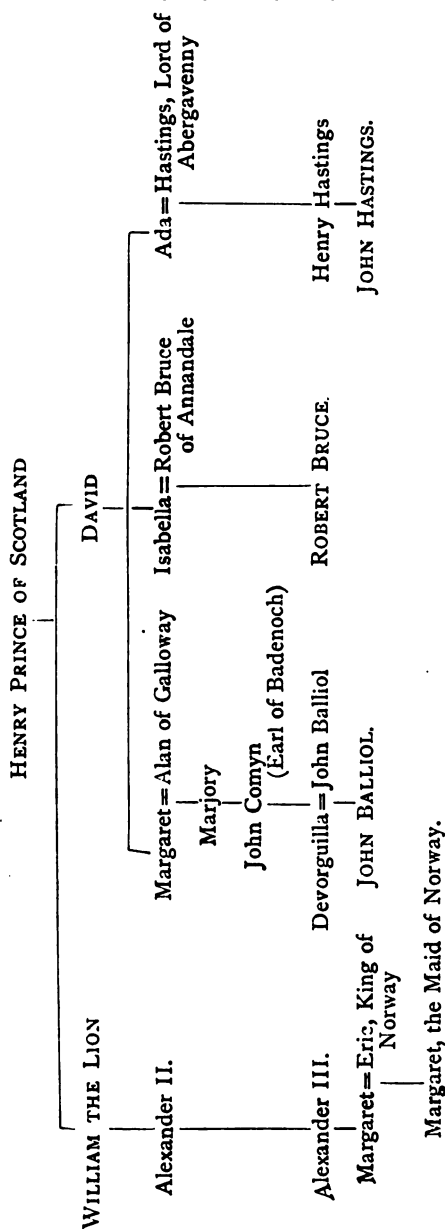 HENRY PRINCE OF SCOTLAND
WILLIAM THE LION
DAVID
Alexander II.
Margaret=Alan of Galloway
Isabella=Robert Bruce
of Annandale
Ada=Hastings, Lord of
Abergavenny
Marjory
John Comyn
(Earl of Badenoch)
Alexander III.
Devorguilla=John Balliol
ROBERT BRUCE.
Henry Hastings
Margaret=Eric, King of
Norway
JOHN BALLIOL.
JOHN HASTINGS.
Margaret, the Maid of Norway.